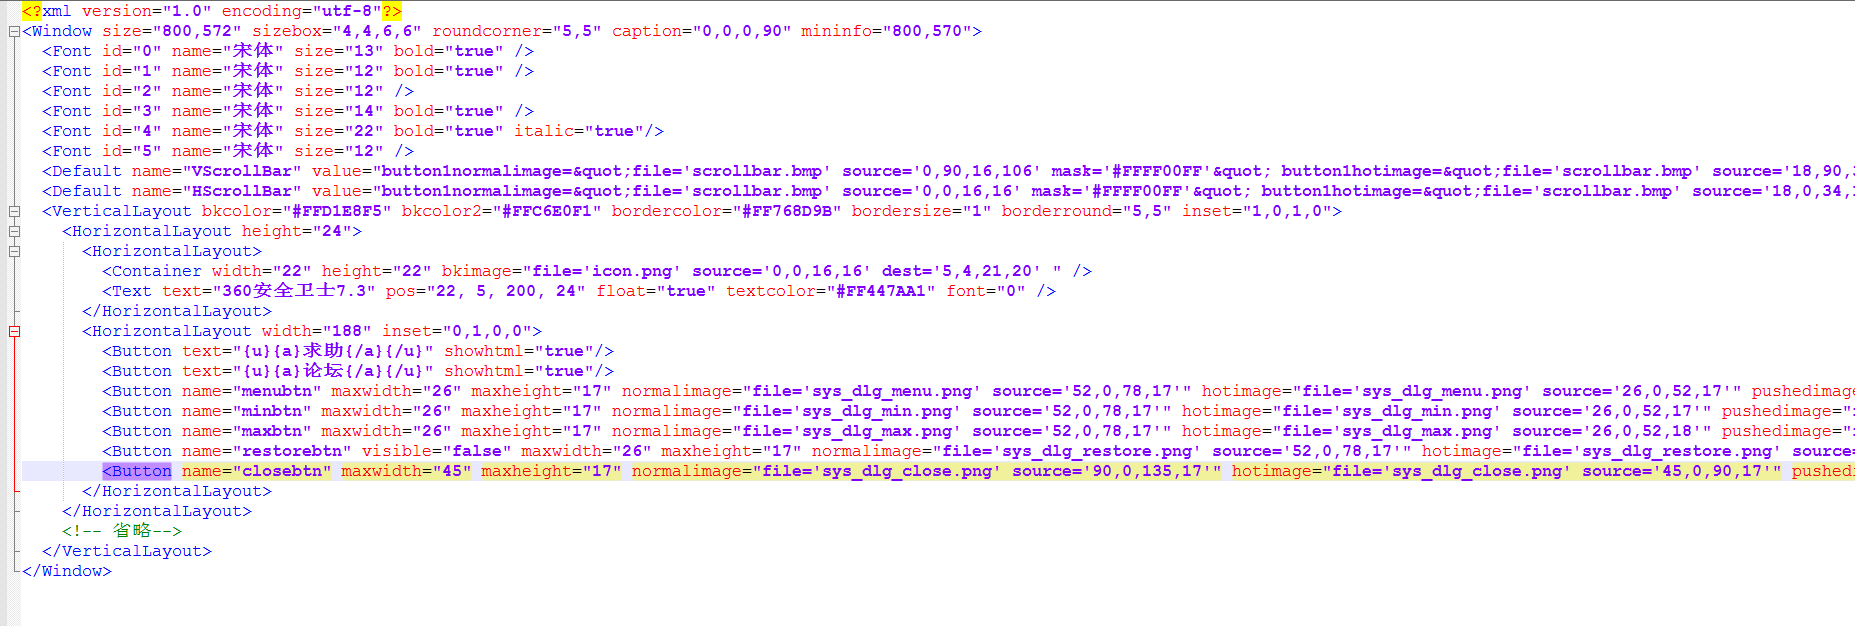 <?xml version="1.0" encoding="utf-8"?>
<Window size="800,572" sizebox="4,4,6,6" roundcorner="5,5" caption="0,0,0,90" mininfo="800,570">
<Font id="0" name="宋体" size="13" bold="true" />
<Font id="1" name="宋体" size="12" bold="true" />
<Font id="2" name="宋体" size="12" />
<Font id="3" name="宋体" size="14" bold="true" />
<Font id="4" name="宋体" size="22" bold="true" italic="true"/>
<Font id="5" name="宋体" size="12" />
<Default name="VScrollBar" value="button1normalimage=&quot;file='scrollbar.bmp' source='0,90,16,106' mask='#FFFF00FF'&quot; button1hotimage=&quot;file='scrollbar.bmp' source='18,90,
<Default name="HScrollBar" value="button1normalimage=&quot;file='scrollbar.bmp' source='0,0,16,16' mask='#FFFF00FF'&quot; button1hotimage=&quot;file='scrollbar.bmp' source='18,0,34,
<VerticalLayout bkcolor="#FFD1E8F5" bkcolor2="#FFC6E0F1" bordercolor="#FF768D9B" bordersize="1" borderround="5,5" inset="1,0,1,0">
<HorizontalLayout height="24">
<HorizontalLayout>
<Container width="22" height="22" bkimage="file='icon.png' source='0,0,16,16' dest='5,4,21,20' " />
<Text text="360安全卫士7.3" pos="22, 5, 200, 24" float="true" textcolor="#FF447AA1" font="0" />
</HorizontalLayout>
<HorizontalLayout width="188" inset="0,1,0,0">
<Button text="{u}{a}求助{/a}{/u}" showhtml="true"/>
<Button text="{u}{a}论坛{/a}{/u}" showhtml="true"/>
<Button name="menubtn" maxwidth="26" maxheight="17" normalimage="file='sys_dlg_menu.png' source='52,0,78,17'" hotimage="file='sys_dlg_menu.png' source='26,0,52,17'" pushedimage
<Button name="minbtn" maxwidth="26" maxheight="17" normalimage="file='sys_dlg_min.png' source='52,0,78,17'" hotimage="file='sys_dlg_min.png' source='26,0,52,17'" pushedimage="
<Button name="maxbtn" maxwidth="26" maxheight="17" normalimage="file='sys_dlg_max.png' source='52,0,78,17'" hotimage="file='sys_dlg_max.png' source='26,0,52,18'" pushedimage="
<Button name="restorebtn" visible="false" maxwidth="26" maxheight="17" normalimage="file='sys_dlg_restore.png' source='52,0,78,17'" hotimage="file='sys_dlg_restore.png' source=
<Button name="closebtn" maxwidth="45" maxheight="17" normalimage="file='sys_dlg_close.png' source='90,0,135,17'" hotimage="file='sys_dlg_close.png' source='45,0,90,17'" pushed
</HorizontalLayout>
</HorizontalLayout>
<!-- 省略-->
</VerticalLayout>
</Window>